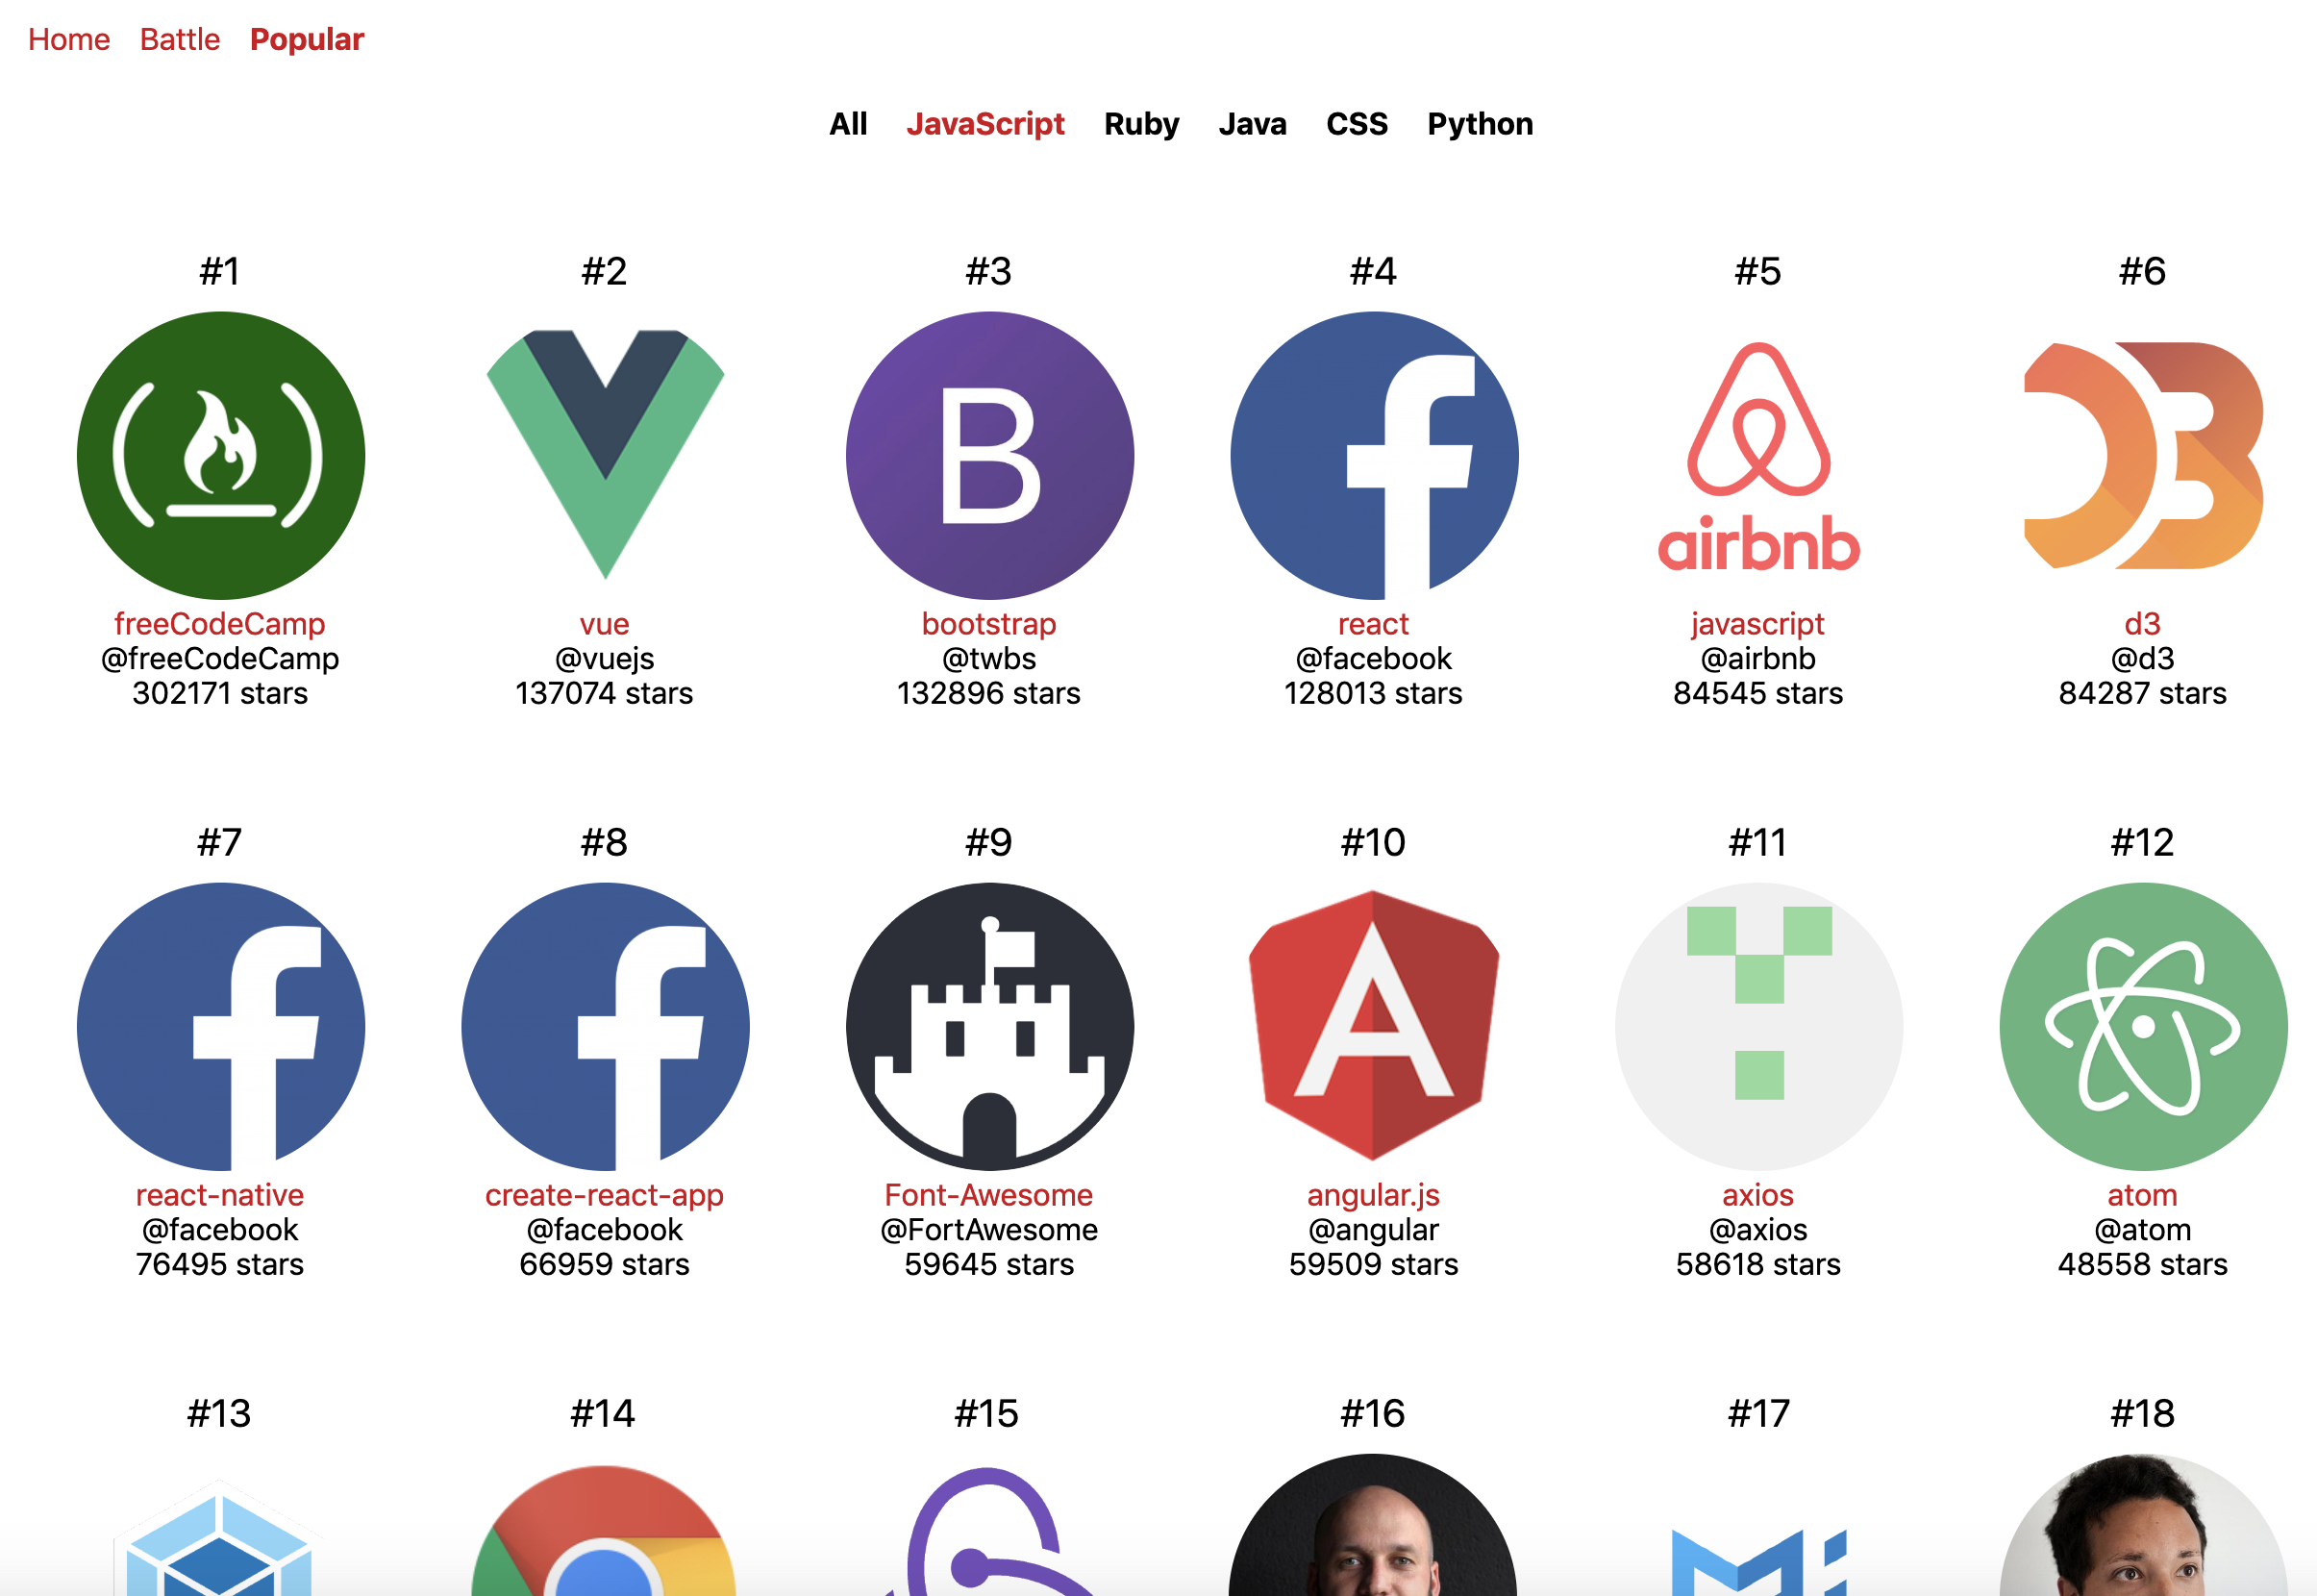 Home Battle Popular
All JavaScript Ruby Java CSS Python
#1 #2 #3 #4 #5 #6
B
airbnb
freeCodeCamp vue bootstrap react javascript d3
@freeCodeCamp @vuejs @twbs @facebook @airbnb @d3
302171 stars 137074 stars 132896 stars 128013 stars 84545 stars 84287 stars
#7 #8 #9 #10 #11 #12
A
react-native create-react-app Font-Awesome angular.js axios atom
@facebook @facebook @FortAwesome @angular @axios @atom
76495 stars 66959 stars 59645 stars 59509 stars 58618 stars 48558 stars
#13 #14 #15 #16 #17 #18